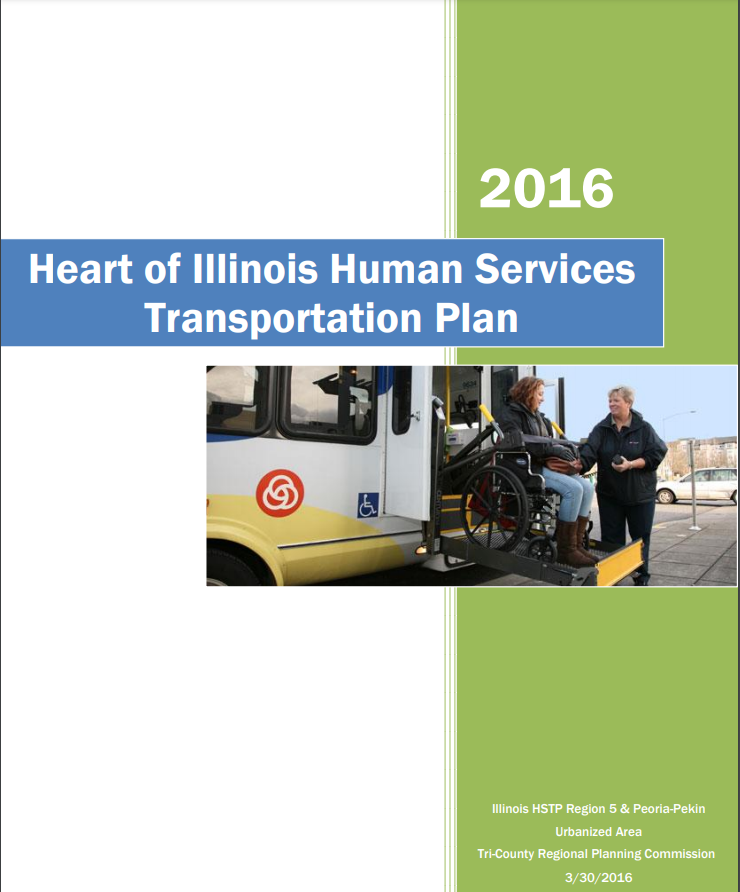 2016
Heart of Illinois Human Services
Transportation Plan
Illinois HSTP Region 5 & Peoria-Pekin
Urbanized Area
Tri-County Regional Planning Commission
3/30/2016